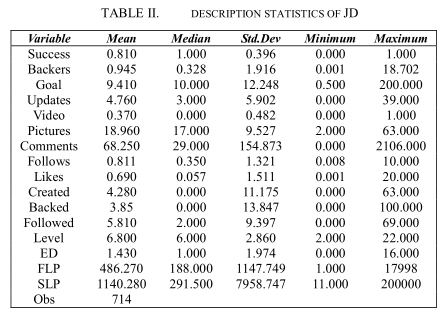 TABLE II. DESCRIPTION STATISTICS OF JD
Variable Mean Median Std.Dev Minimum Maximum
Success 0.810 1.000 0.396 0.000 1.000
Backers 0.945 0.328 1.916 0.001 18.702
Goal 9.410 10.000 12.248 0.500 200.000
Updates 4.760 3.000 5.902 0.000 39.000
Video 0.370 0.000 0.482 0.000 1.000
Pictures 18.960 17.000 9.527 2.000 63.000
Comments 68.250 29.000 154.873 0.000 2106.000
Follows 0.811 0.350 1.321 0.008 10.000
Likes 0.690 0.057 1.511 0.001 20.000
Created 4.280 0.000 11.175 0.000 63.000
Backed 3.85 0.000 13.847 0.000 100.000
Followed 5.810 2.000 9.397 0.000 69.000
Level 6.800 6.000 2.860 2.000 22.000
ED 1.430 1.000 1.974 0.000 16.000
FLP 486.270 188.000 1147.749 1.000 17998
SLP 1140.280 291.500 7958.747 11.000 200000
Obs 714